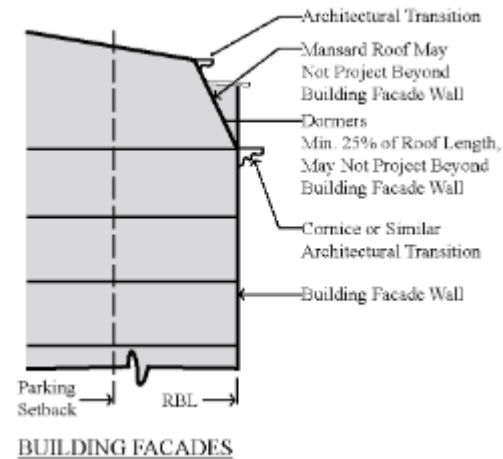 Architectural Transition
Mansard Roof May
Not Project Beyond
Building Facade Wall
Dormers
Min. 25% of Roof Length,
May Not Project Beyond
Building Facade Wall
Cornice or Similar
Architectural Transition
Building Facade Wall
Parking
Setback
RBL
BUILDING FACADES